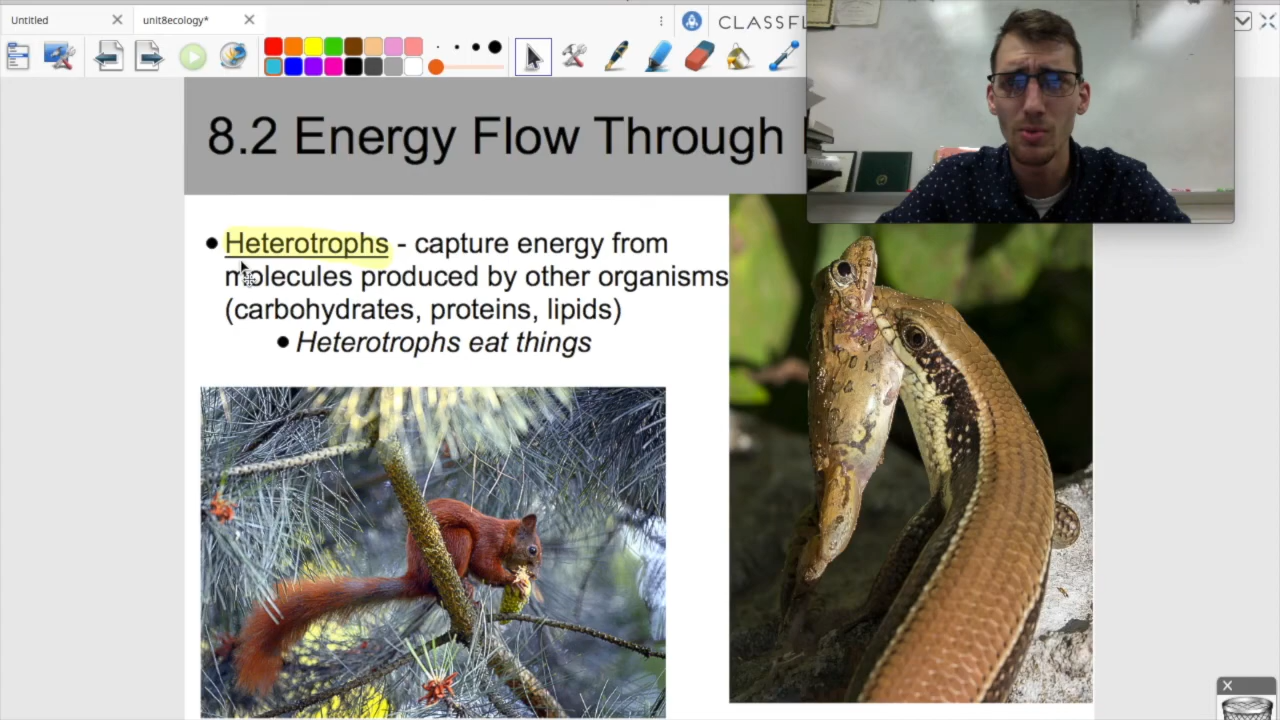 Untitled
unit8ecology*
CLASSFL
8.2 Energy Flow Through
Heterotrophs - capture energy from
molecules produced by other organisms
(carbohydrates, proteins, lipids)
Heterotrophs eat things